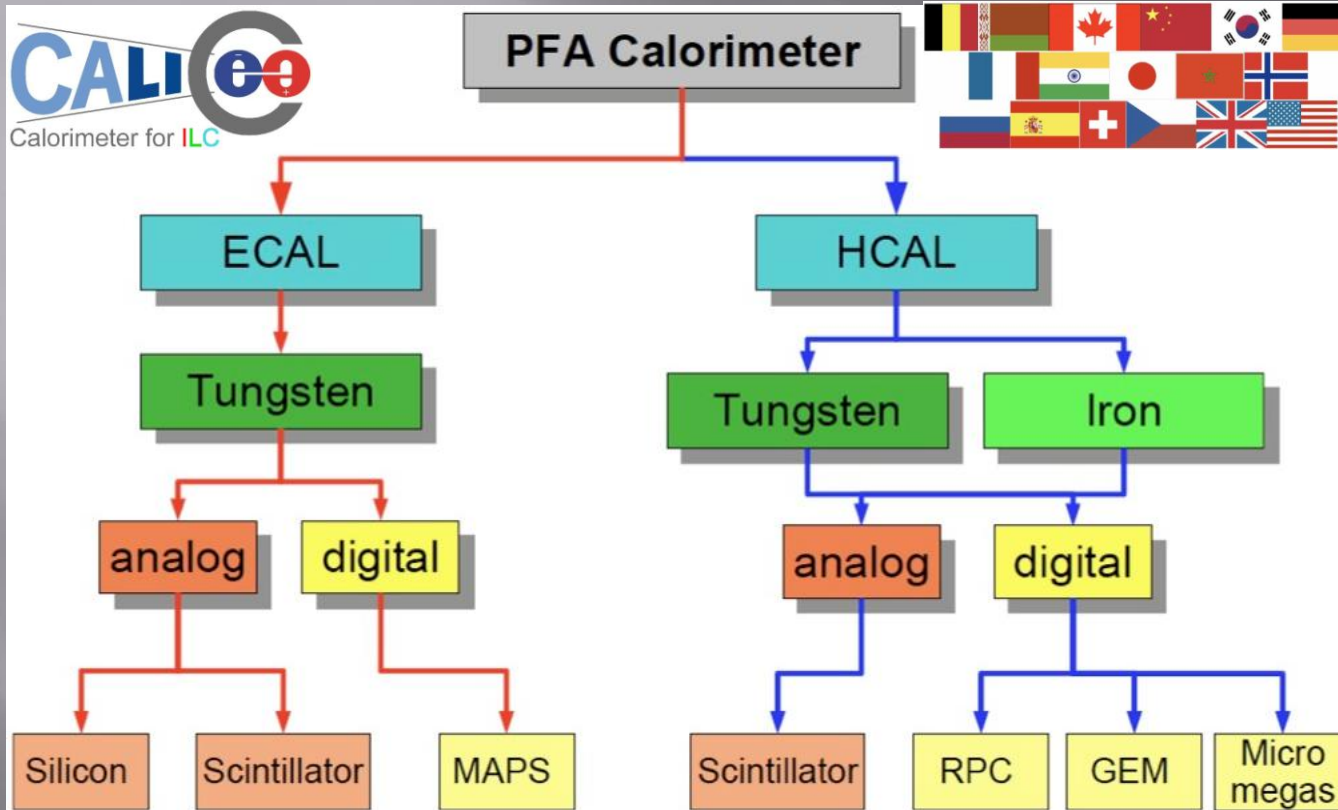 CALICe
Calorimeter for ILC
PFA Calorimeter
ECAL
HCAL
Tungsten
Tungsten
Iron
analog
digital
analog
digital
Silicon
Scintillator
MAPS
Scintillator
RPC
GEM
Micro
megas